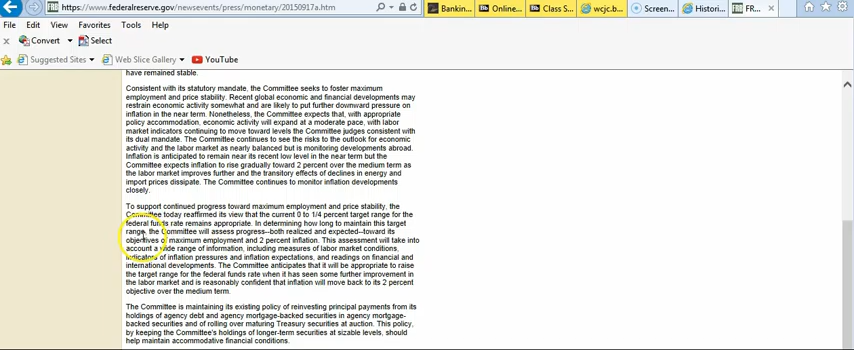 https://www.federalreserve.gov/newsevents/press/monetary/20150917a.htm
Bankin...
Online...
Class S...
wcjc.b...
Screen...
Histori...
FR...
File Edit View Favorites Tools Help
x Convert Select
Suggested Sites Web Slice Gallery YouTube
have remained stable.
Consistent with its statutory mandate, the Committee seeks to foster maximum
employment and price stability. Recent global economic and financial developments may
restrain economic activity somewhat and are likely to put further downward pressure on
inflation in the near term. Nonetheless, the Committee expects that, with appropriate
policy accommodation, economic activity will expand at a moderate pace, with labor
market indicators continuing to move toward levels the Committee judges consistent with
its dual mandate. The Committee continues to see the risks to the outlook for economic
activity and the labor market as nearly balanced but is monitoring developments abroad.
Inflation is anticipated to remain near its recent low level in the near term but the
Committee expects inflation to rise gradually toward 2 percent over the medium term as
the labor market improves further and the transitory effects of declines in energy and
import prices dissipate. The Committee continues to monitor inflation developments
closely.
To support continued progress toward maximum employment and price stability, the
Committee today reaffirmed its view that the current 0 to 1/4 percent target range for the
federal funds rate remains appropriate. In determining how long to maintain this target
range, the Committee will assess progress--both realized and expected--toward its
objectives of maximum employment and 2 percent inflation. This assessment will take into
account a wide range of information, including measures of labor market conditions,
indicators of inflation pressures and inflation expectations, and readings on financial and
international developments. The Committee anticipates that it will be appropriate to raise
the target range for the federal funds rate when it has seen some further improvement in
the labor market and is reasonably confident that inflation will move back to its 2 percent
objective over the medium term.
The Committee is maintaining its existing policy of reinvesting principal payments from its
holdings of agency debt and agency mortgage-backed securities in agency mortgage-
backed securities and of rolling over maturing Treasury securities at auction. This policy,
by keeping the Committee's holdings of longer-term securities at sizable levels, should
help maintain accommodative financial conditions.